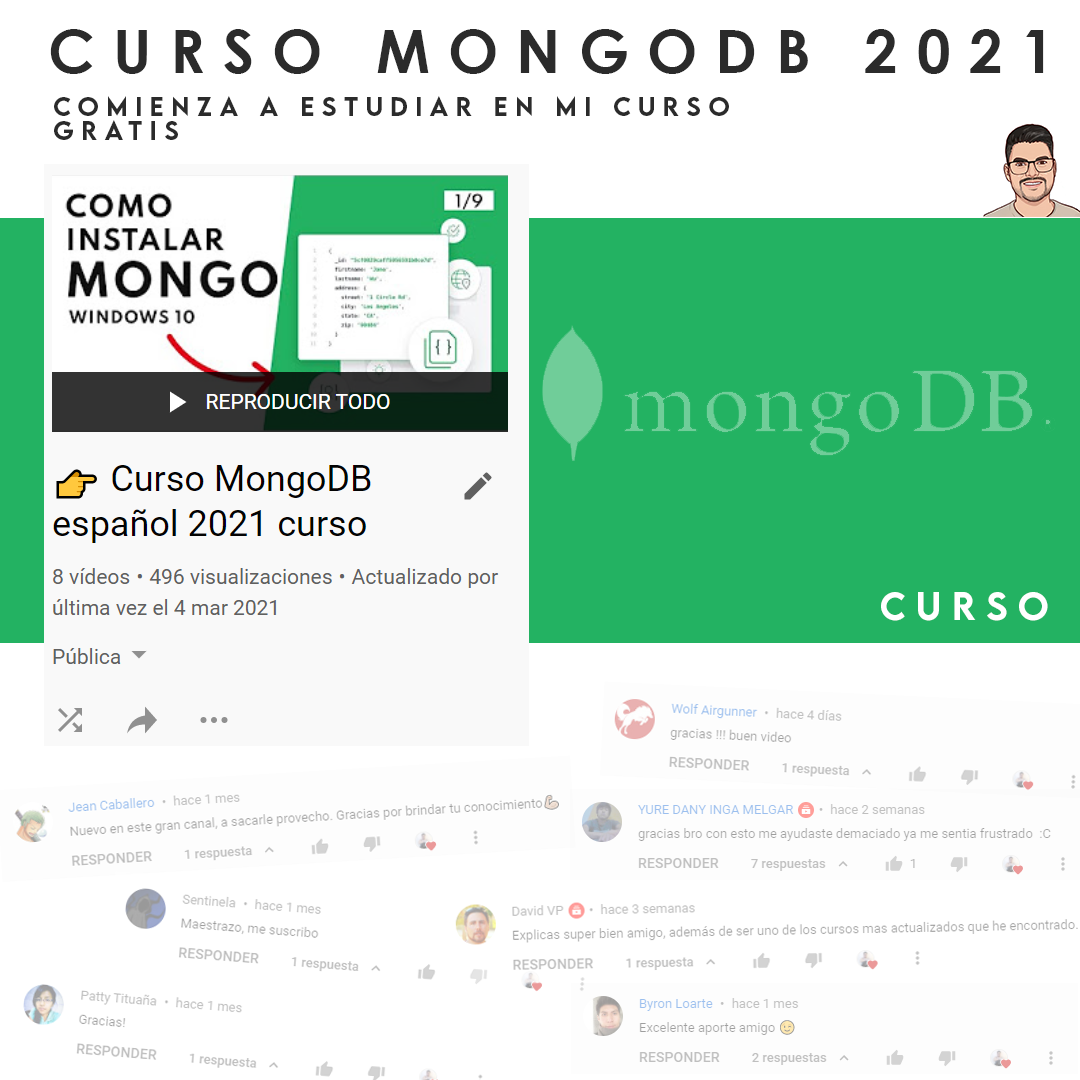 CURSO MONGODB 2021
COMIENZA A ESTUDIAR EN MI CURSO
GRATIS
COMO
INSTALAR
MONGO
WINDOWS 10
1/9
REPRODUCIR TODO
👉 Curso MongoDB
español 2021 curso
8 vídeos • 496 visualizaciones • Actualizado por
última vez el 4 mar 2021
Pública
mongoDB.
CURSO
Wolf Airgunner • hace 4 días
gracias !!! buen video
RESPONDER 1 respuesta
Jean Caballero • hace 1 mes
Nuevo en este gran canal, a sacarle provecho. Gracias por brindar tu conocimiento💪
RESPONDER 1 respuesta
YURE DANY INGA MELGAR • hace 2 semanas
gracias bro con esto me ayudaste demaciado ya me sentia frustrado :C
RESPONDER 7 respuestas 1
Sentinela • hace 1 mes
Maestrazo, me suscribo
RESPONDER 1 respuesta
David VP • hace 3 semanas
Explicas super bien amigo, además de ser uno de los cursos mas actualizados que he encontrado.
RESPONDER 1 respuesta
Patty Tituaña • hace 1 mes
Gracias!
RESPONDER 1 respuesta
Byron Loarte • hace 1 mes
Excelente aporte amigo 😉
RESPONDER 2 respuestas